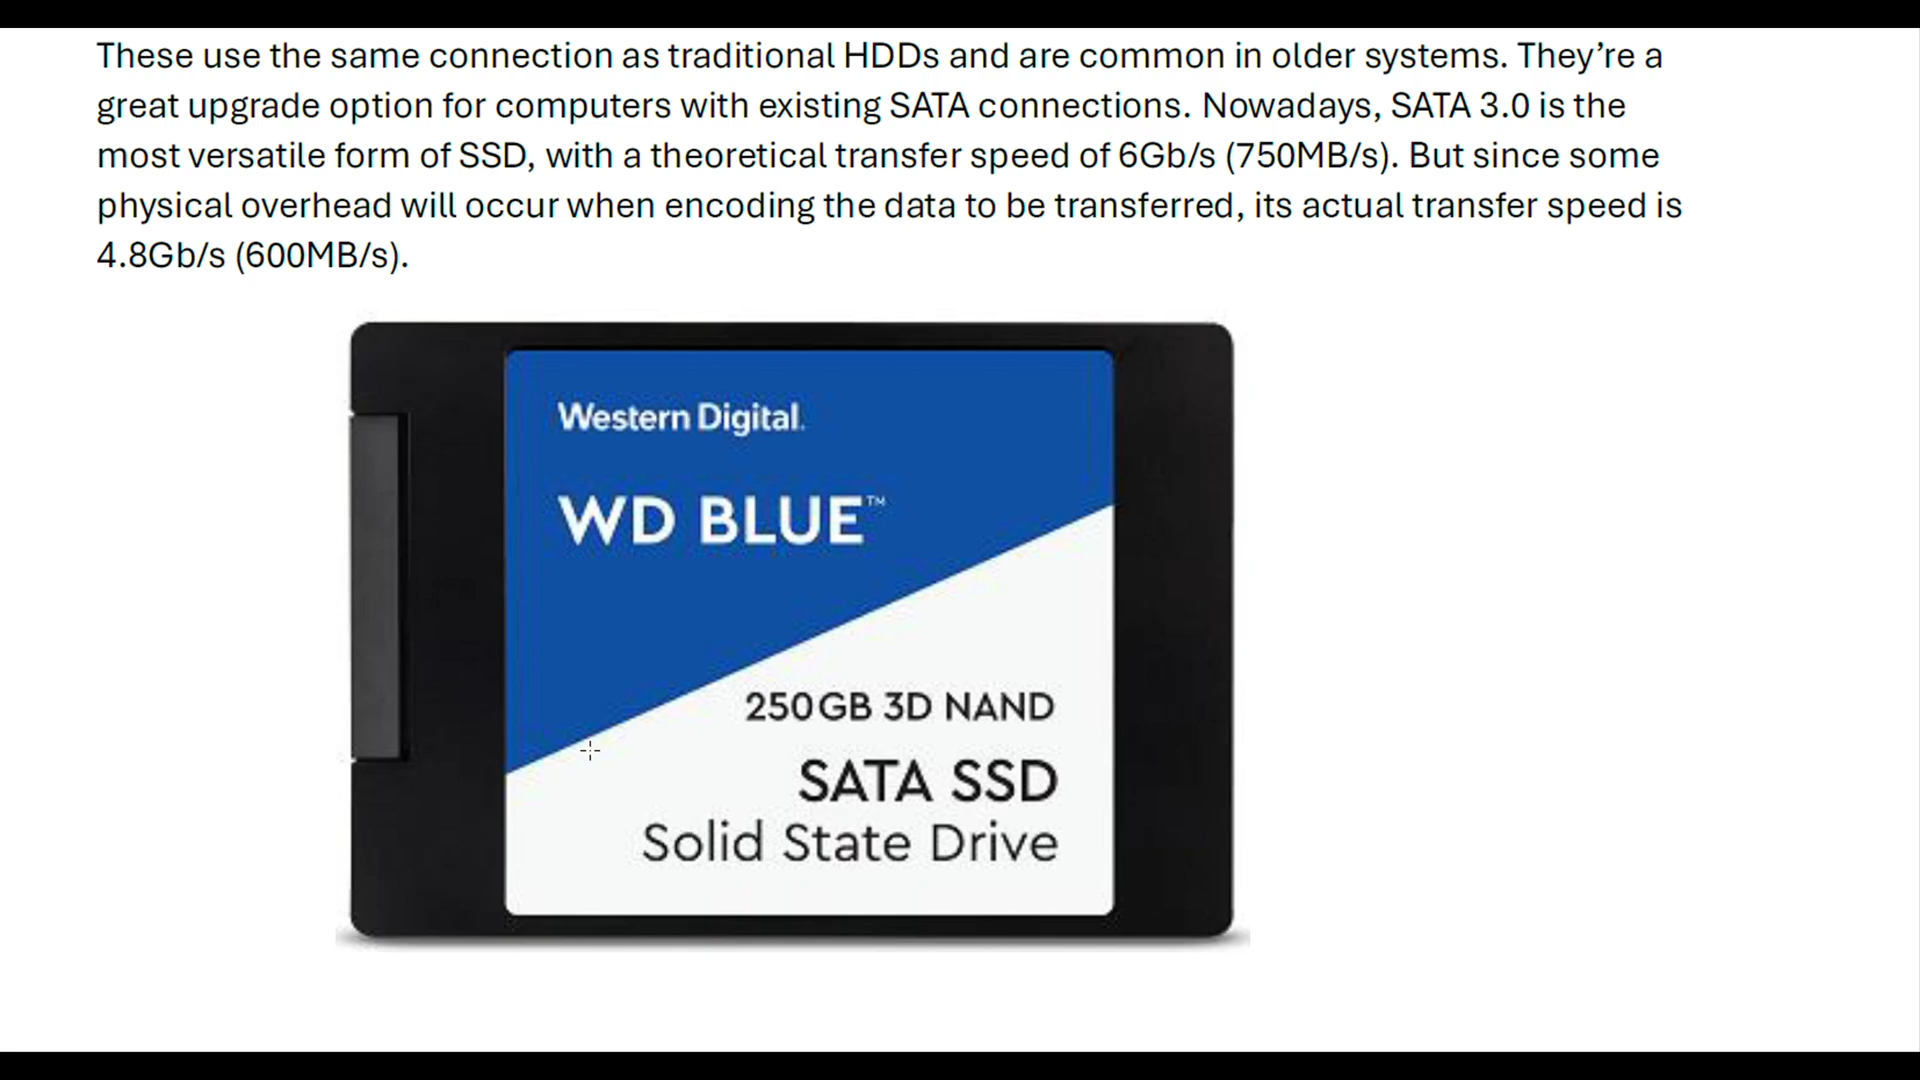 These use the same connection as traditional HDDs and are common in older systems. They’re a
great upgrade option for computers with existing SATA connections. Nowadays, SATA 3.0 is the
most versatile form of SSD, with a theoretical transfer speed of 6Gb/s (750MB/s). But since some
physical overhead will occur when encoding the data to be transferred, its actual transfer speed is
4.8Gb/s (600MB/s).
Western Digital.
WD BLUE™
250GB 3D NAND
SATA SSD
Solid State Drive